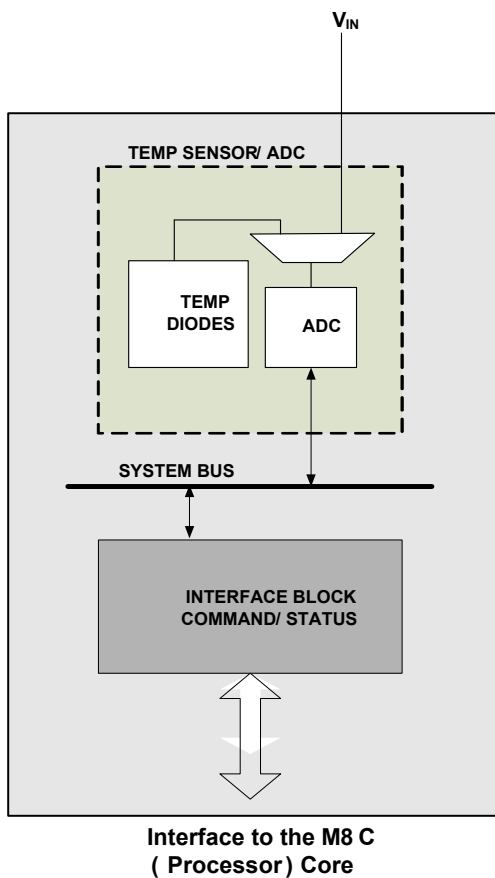 VIN
TEMP SENSOR/ ADC
TEMP
DIODES
ADC
SYSTEM BUS
INTERFACE BLOCK
COMMAND/ STATUS
Interface to the M8 C
( Processor) Core